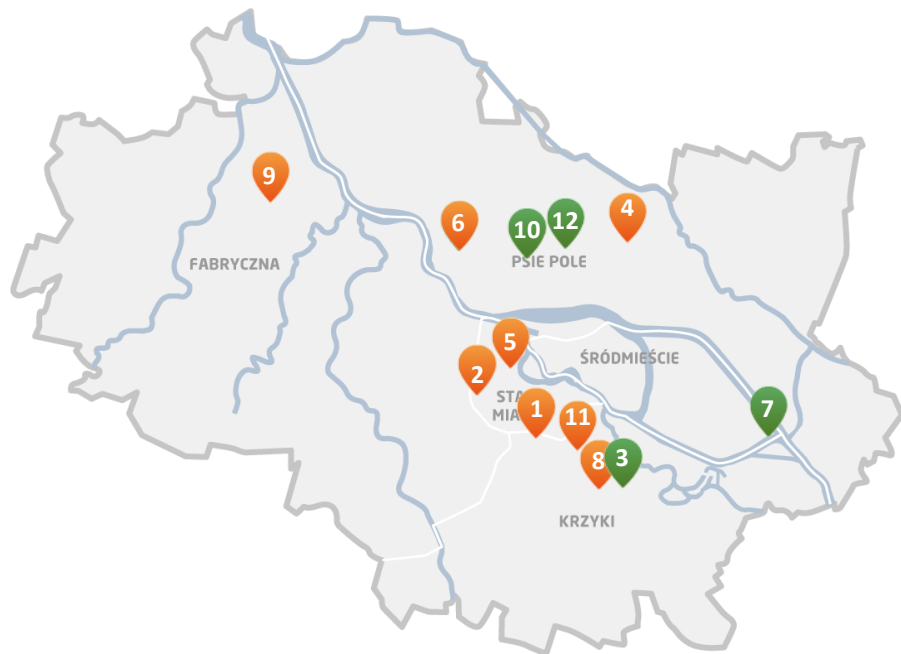 9
4
6
10
12
FABRYCZNA
PSIE POLE
5
ŚRÓDMIEŚCIE
2
STA
MIA
1
11
7
8
3
KRZYKI